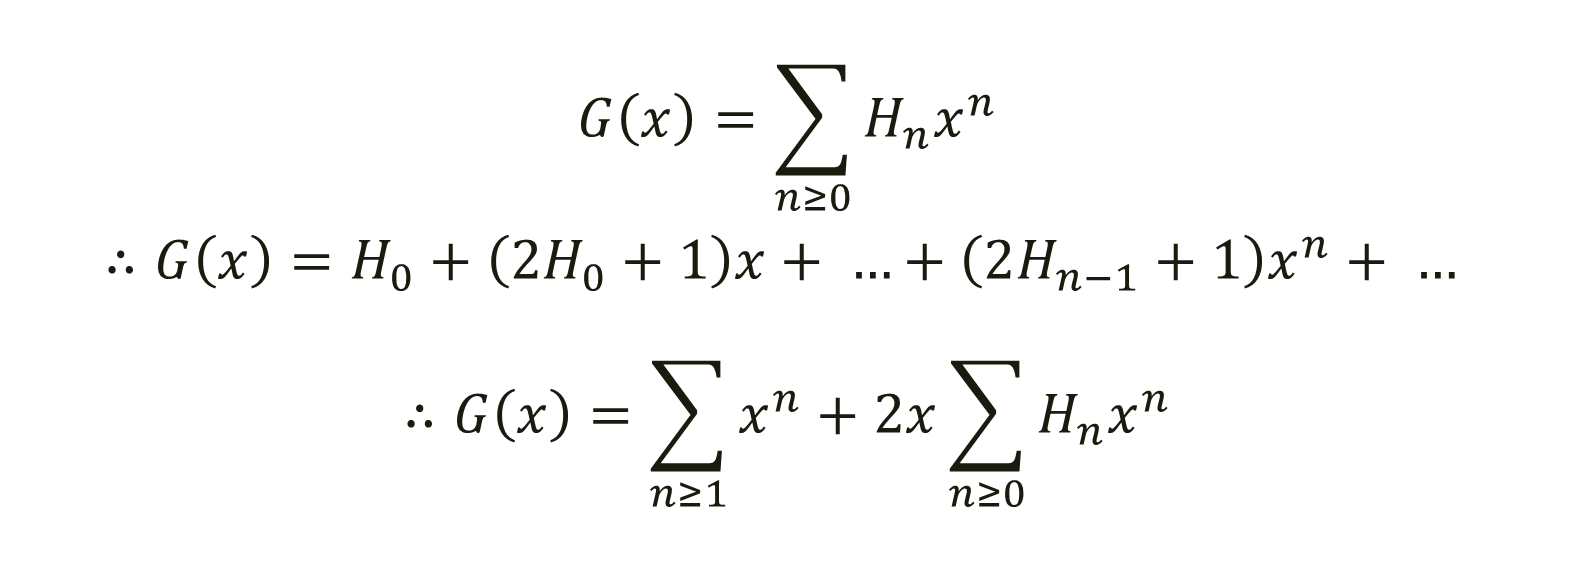 G(x) = ∑_{n≥0} H_n x^n
∴ G(x) = H_0 + (2H_0 + 1)x + … + (2H_{n−1} + 1)x^n + …
∴ G(x) = ∑_{n≥1} x^n + 2x ∑_{n≥0} H_n x^n